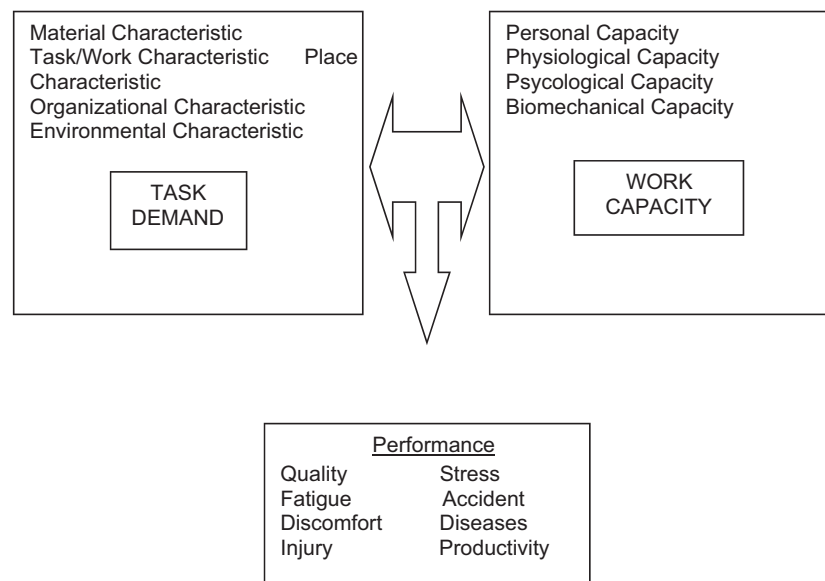 Material Characteristic
Task/Work Characteristic Place
Characteristic
Organizational Characteristic
Environmental Characteristic
TASK
DEMAND
Personal Capacity
Physiological Capacity
Psycological Capacity
Biomechanical Capacity
WORK
CAPACITY
Performance
Quality Stress
Fatigue Accident
Discomfort Diseases
Injury Productivity